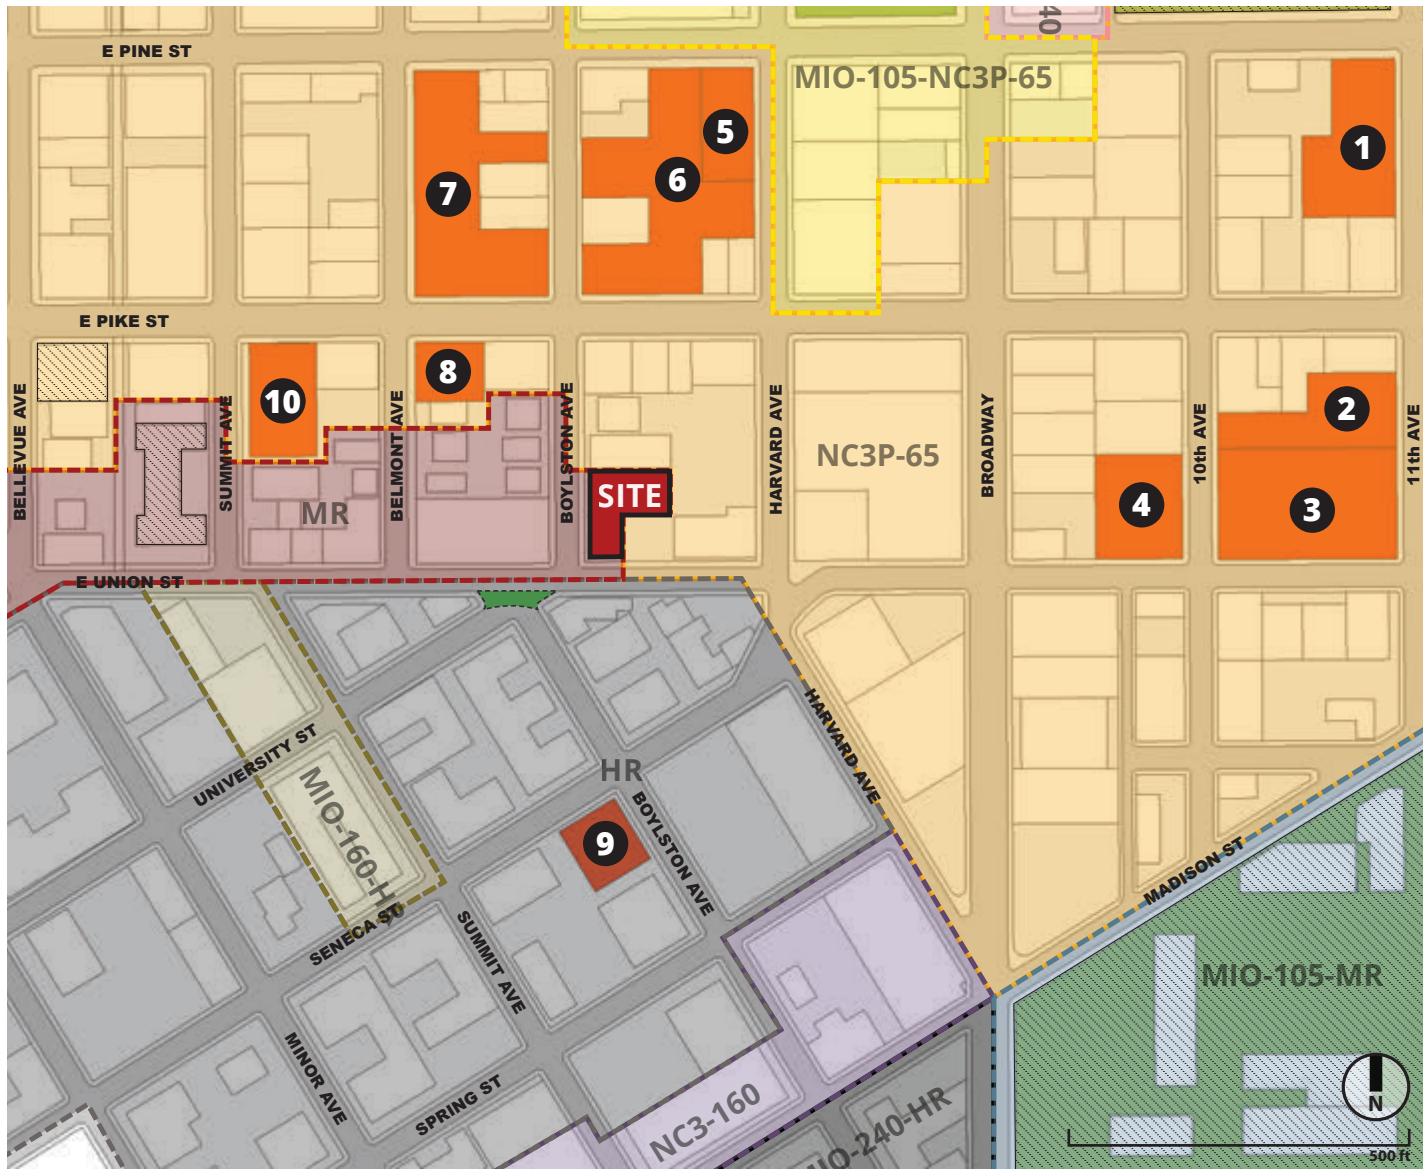 40
E PINE ST
MIO-105-NC3P-65
5
1
6
7
E PIKE ST
8
10
2
BELLEVUE AVE
SUMMIT AVE
BELMONT AVE
BOYLSTON AVE
HARVARD AVE
BROADWAY
10th AVE
11th AVE
NC3P-65
SITE
MR
4
3
E UNION ST
UNIVERSITY ST
HARVARD AVE
HR
MIO-160-H
BOYLSTON AVE
9
MADISON ST
SENECA ST
SUMMIT AVE
MIO-105-MR
MINOR AVE
SPRING ST
NC3-160
MIO-240-HR
N
500 ft